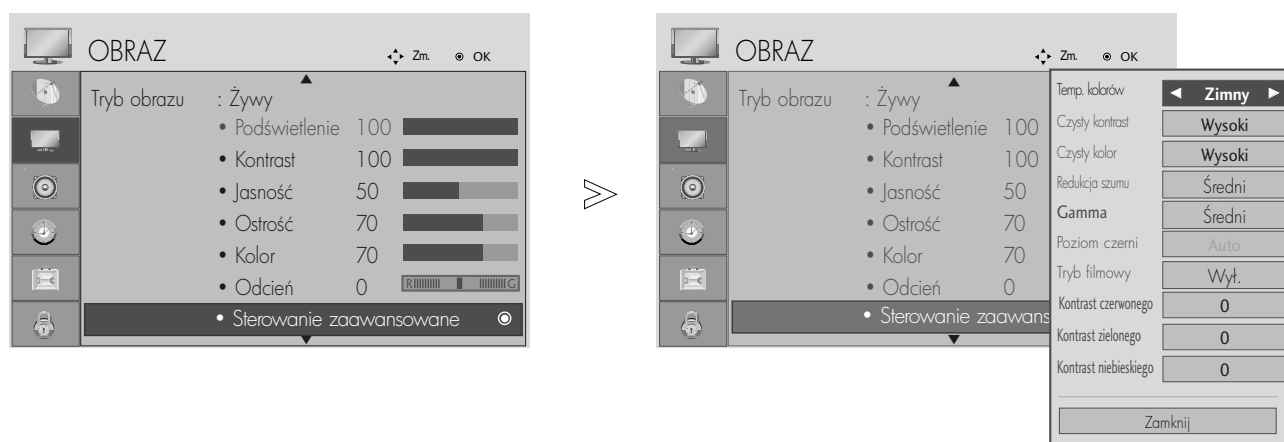 OBRAZ
Zm. OK
Tryb obrazu : Żywy
• Podświetlenie 100
• Kontrast 100
• Jasność 50
• Ostrość 70
• Kolor 70
• Odcień 0 R G
• Sterowanie zaawansowane
OBRAZ
Zm. OK
Tryb obrazu : Żywy
• Podświetlenie 100
• Kontrast 100
• Jasność 50
• Ostrość 70
• Kolor 70
• Odcień 0
• Sterowanie zaawans
Temp. kolorów ◄ Zimny ►
Czysty kontrast Wysoki
Czysty kolor Wysoki
Redukcja szumu Średni
Gamma Średni
Poziom czerni Auto
Tryb filmowy Wył.
Kontrast czerwonego 0
Kontrast zielonego 0
Kontrast niebieskiego 0
Zamknij